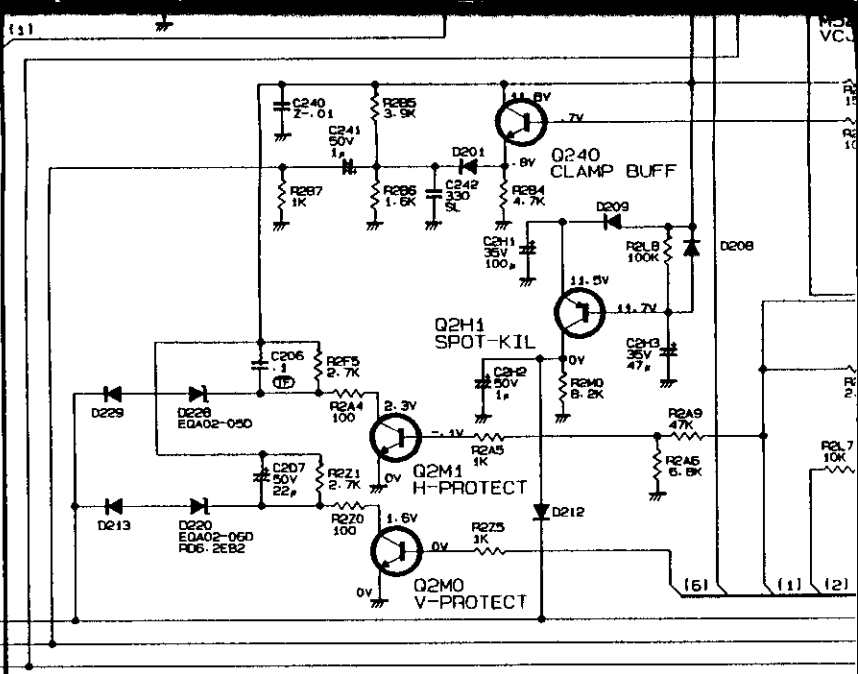 (1)
VCJ
C240
Z-.01
R2B5
3.9K
11.8V
.7V
C241
50V
1µ
D201
.8V
Q240
CLAMP BUFF
R2B7
1K
R2B6
1.6K
C242
330
SL
R2B4
4.7K
D209
C2H1
35V
100µ
R2L8
100K
D208
11.5V
11.7V
Q2H1
SPOT-KIL
C2H3
35V
47µ
C2D6
.1
TF
R2F5
2.7K
C2H2
50V
1µ
0V
R2M0
8.2K
D229
D228
EQA02-05D
R2A4
100
2.3V
-.1V
R2A5
1K
R2A9
47K
R2A6
6.8K
R2L7
10K
C2D7
50V
22µ
R2Z1
2.7K
0V
Q2M1
H-PROTECT
D213
D220
EQA02-06D
RD6.2EB2
R2Z0
100
1.6V
0V
R2Z5
1K
D212
0V
Q2M0
V-PROTECT
(6)
(1)
(2)